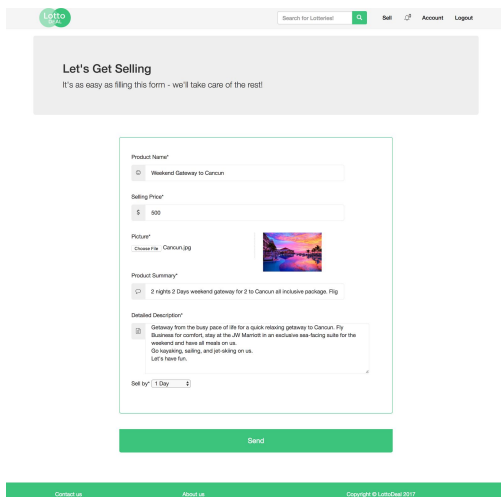 Lotto
DEAL
Search for Lotteries!
Sell
Account
Logout
Let's Get Selling
It's as easy as filling this form - we'll take care of the rest!
Product Name*
Weekend Gateway to Cancun
Selling Price*
$ 500
Picture*
Choose File Cancun.jpg
Product Summary*
2 nights 2 Days weekend gateway for 2 to Cancun all inclusive package. Flig
Detailed Description*
Getaway from the busy pace of life for a quick relaxing getaway to Cancun. Fly
Business for comfort, stay at the JW Marriott in an exclusive sea-facing suite for the
weekend and have all meals on us.
Go kayaking, sailing, and jet-skiing on us.
Let's have fun.
Sell by* 1 Day
Send
Contact us
About us
Copyright © LottoDeal 2017